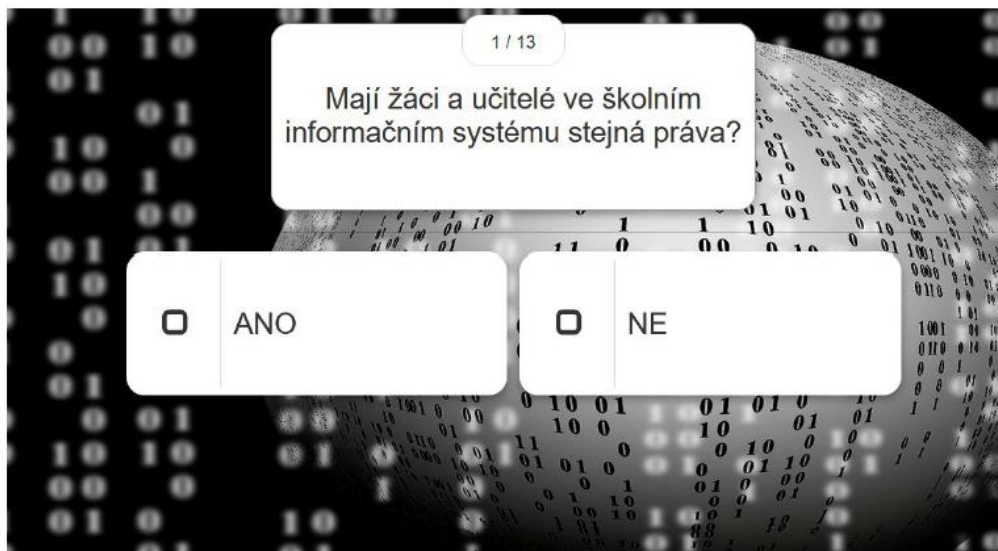 1 / 13
Mají žáci a učitelé ve školním
informačním systému stejná práva?
ANO
NE